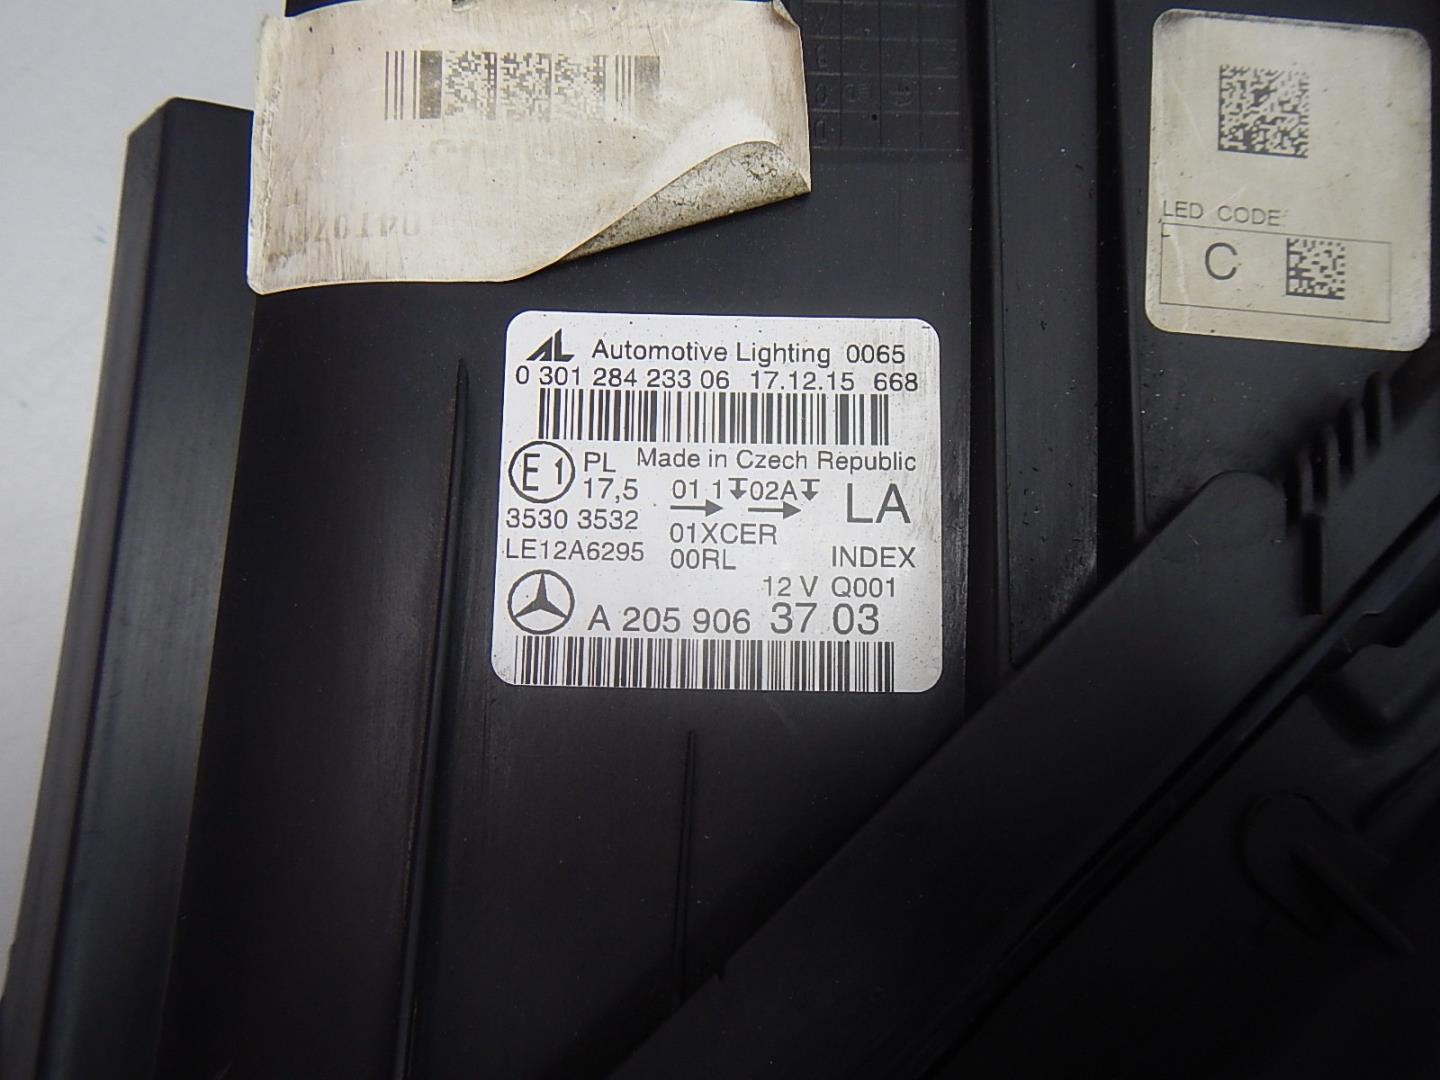 LED CODE
C
AL Automotive Lighting 0065
0 301 284 233 06 17.12.15 668
E1 PL Made in Czech Republic
17,5 01 1 02A LA
3530 3532 01XCER
LE12A6295 00RL INDEX
12 V Q001
A 205 906 37 03